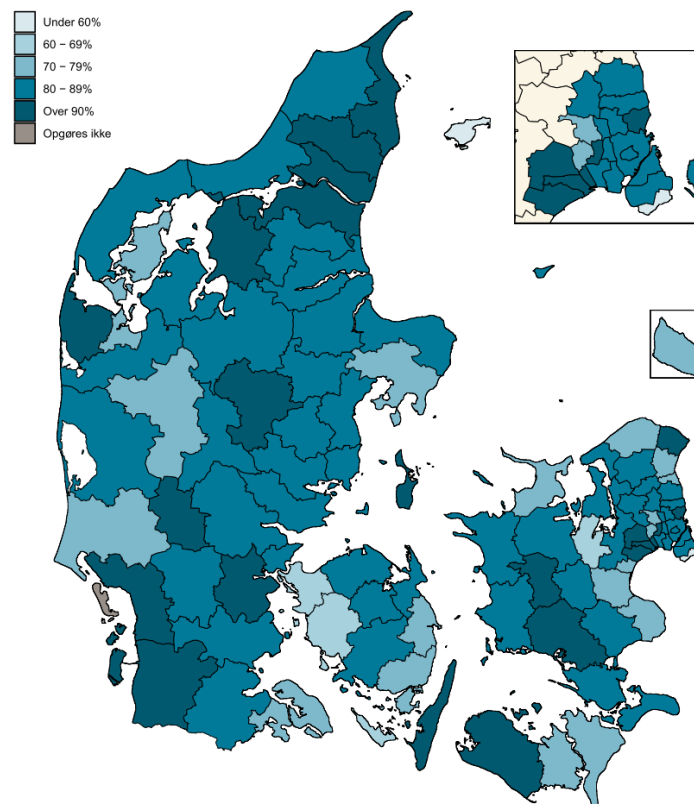 Under 60%
60 – 69%
70 – 79%
80 – 89%
Over 90%
Opgøres ikke